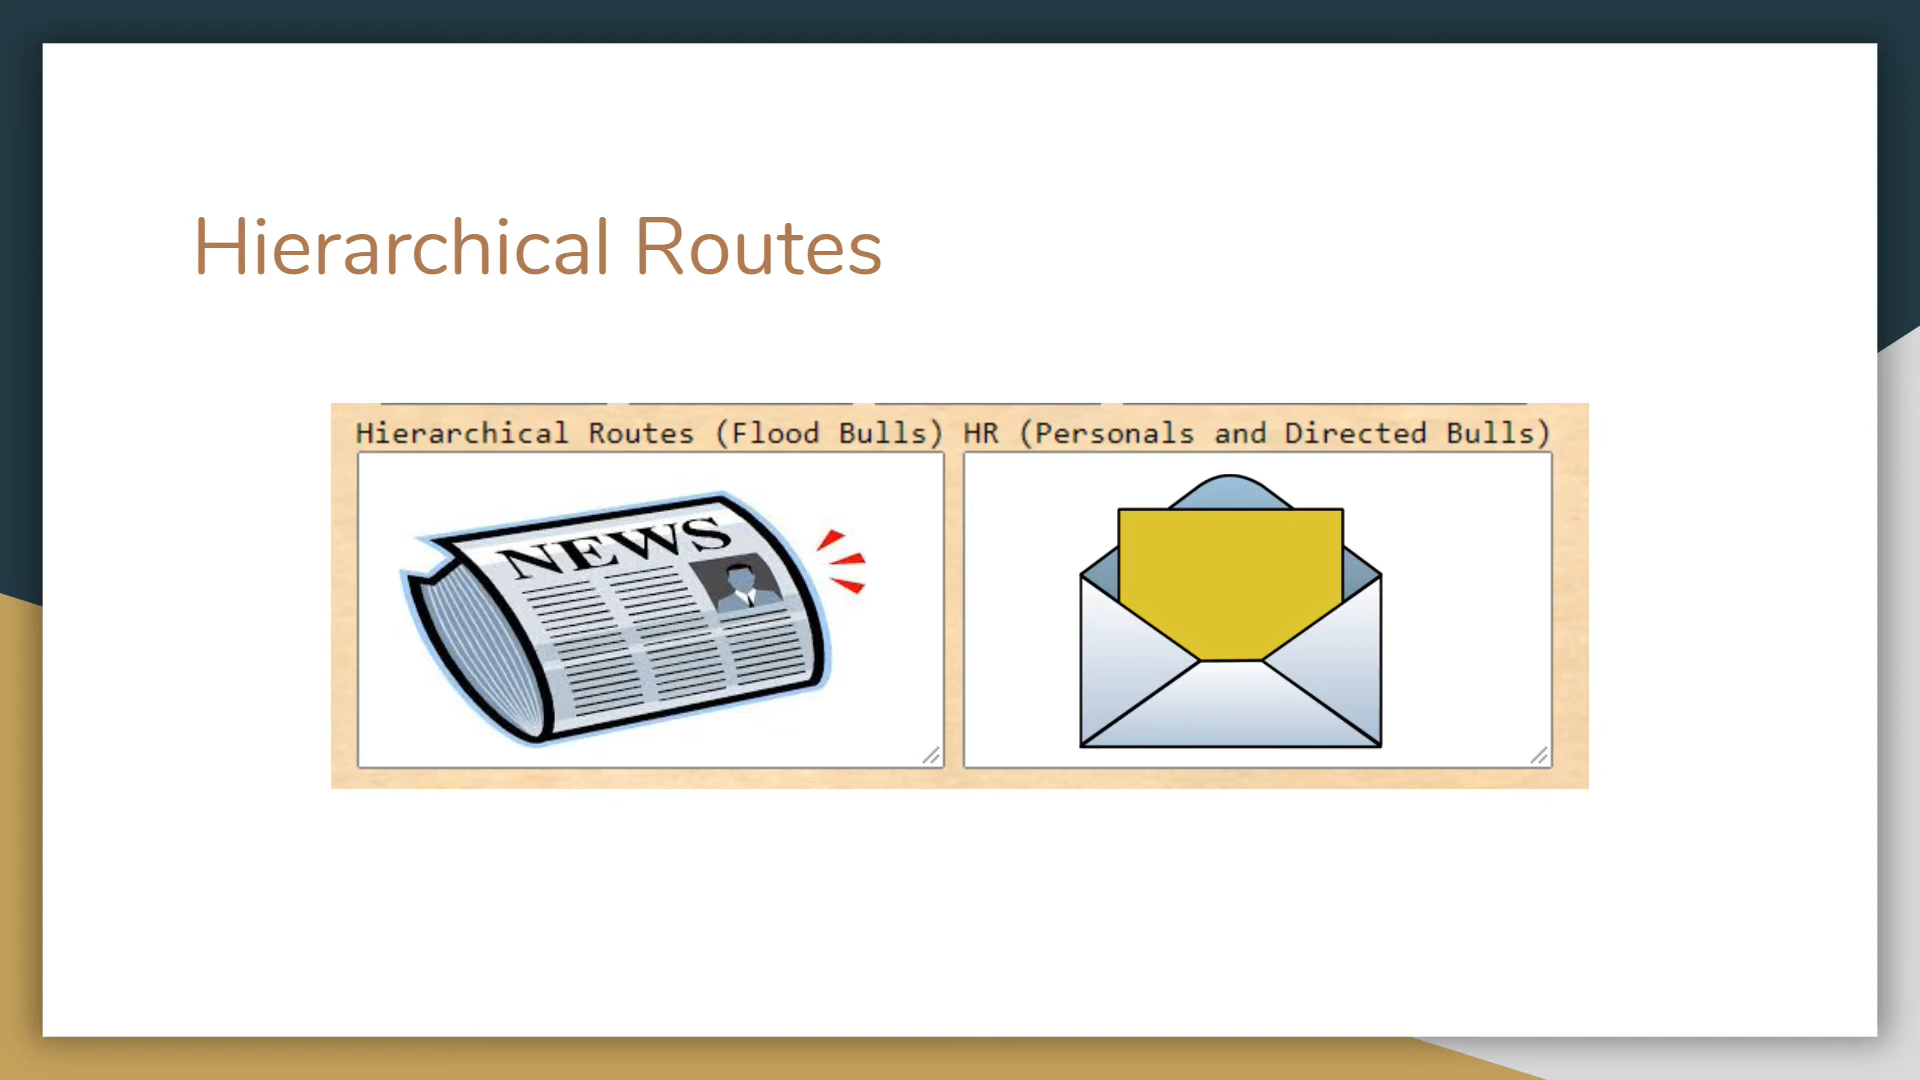 Hierarchical Routes
Hierarchical Routes (Flood Bulls) HR (Personals and Directed Bulls)
NEWS